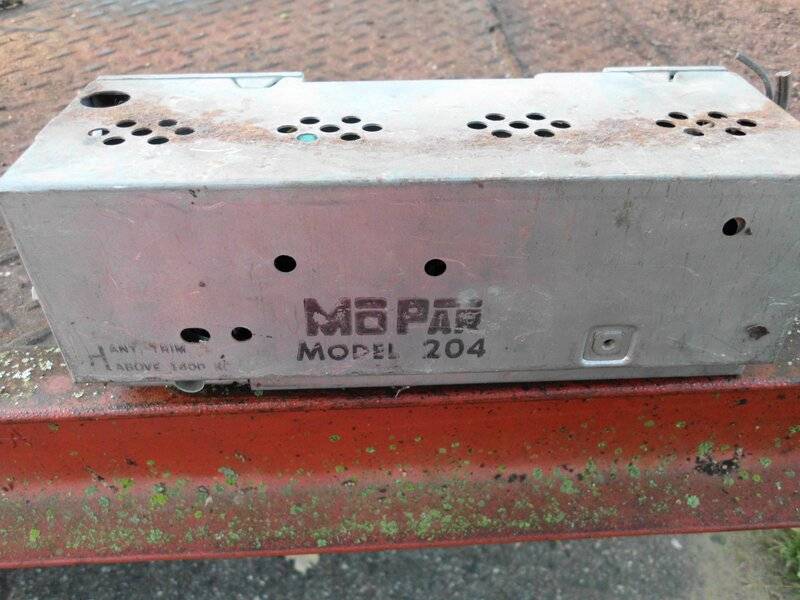 MOPAR
MODEL 204
ANT. TRIM
ABOVE 1400 K